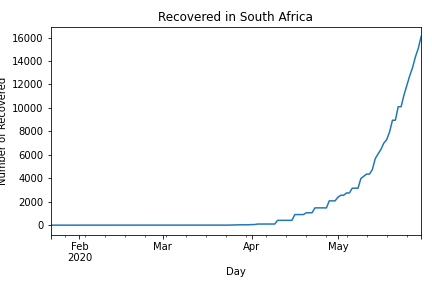 Recovered in South Africa
Number of Recovered
16000
14000
12000
10000
8000
6000
4000
2000
0
Feb
2020
Mar
Apr
May
Day